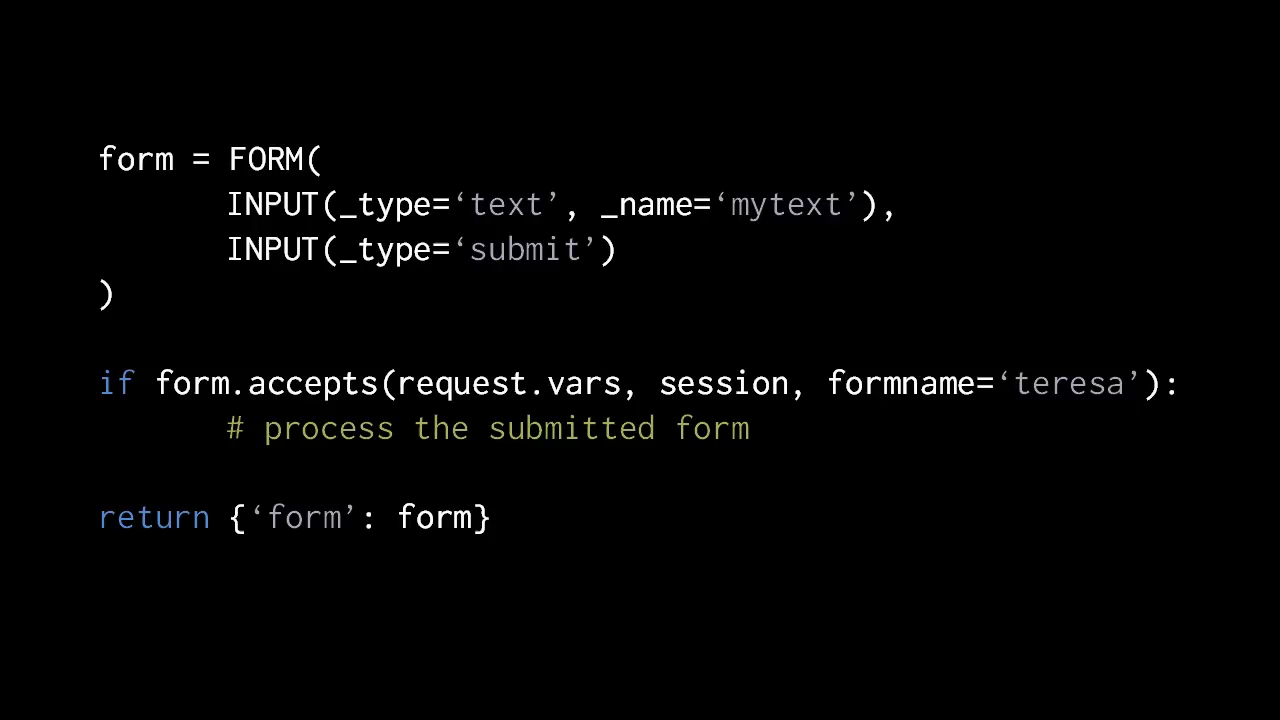 form = FORM(
INPUT(_type=‘text’, _name=‘mytext’),
INPUT(_type=‘submit’)
)
if form.accepts(request.vars, session, formname=‘teresa’):
# process the submitted form
return {‘form’: form}